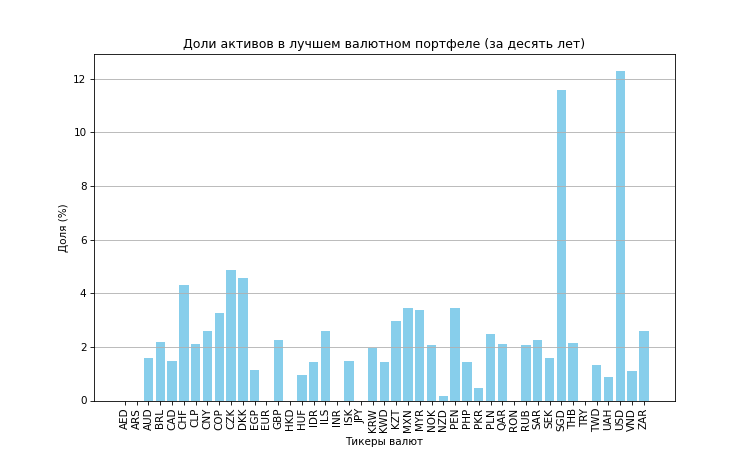 Доли активов в лучшем валютном портфеле (за десять лет)
12
10
8
6
4
2
0
Доля (%)
AED ARS AUD BRL CAD CHF CLP CNY COP CZK DKK EGP EUR GBP HKD HUF IDR ILS INR ISK JPY KRW KWD KZT MXN MYR NOK NZD PEN PHP PKR PLN QAR RON RUB SAR SEK SGD THB TRY TWD UAH USD VND ZAR
Тикеры валют